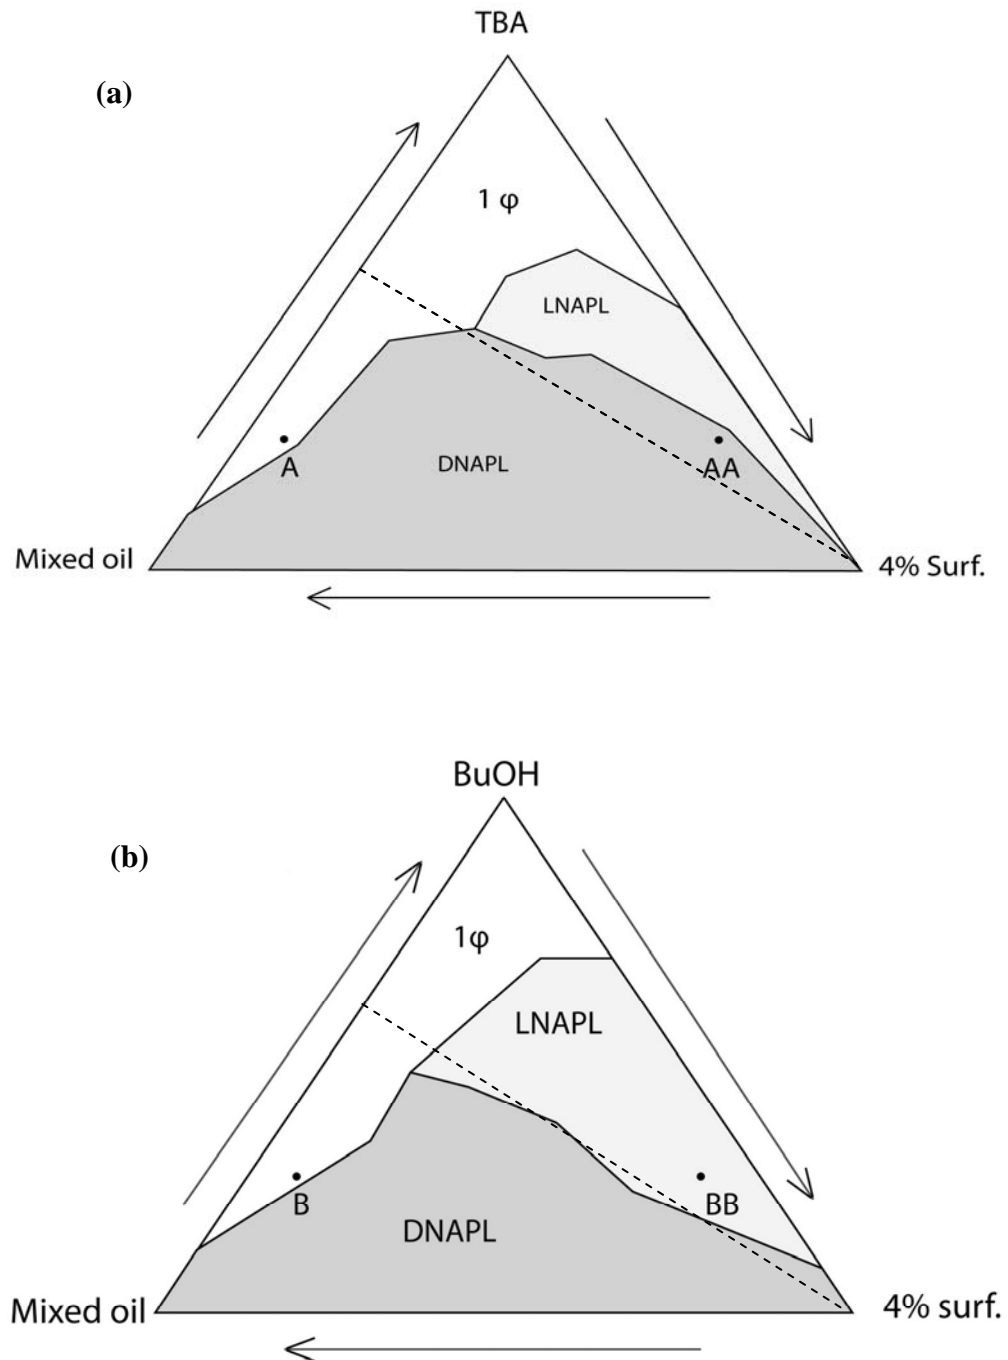 TBA
(a)
1 φ
LNAPL
A
DNAPL
AA
Mixed oil
4% Surf.
BuOH
(b)
1φ
LNAPL
B
BB
DNAPL
Mixed oil
4% surf.